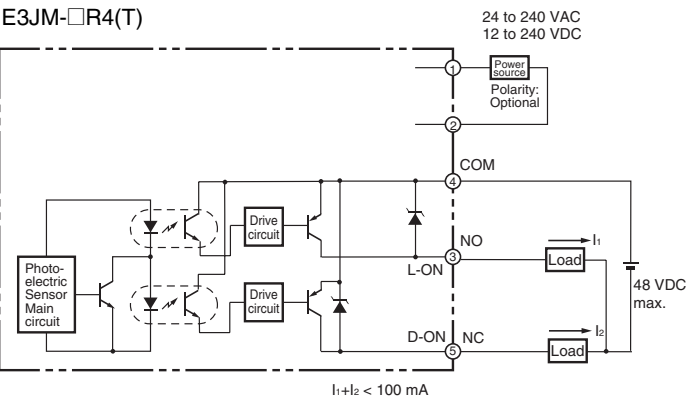 E3JM-□R4(T)
24 to 240 VAC
12 to 240 VDC
1
Power
source
Polarity:
Optional
2
COM
4
Drive
circuit
NO
I₁
3
L-ON
Load
Photo-
electric
Sensor
Main
circuit
48 VDC
max.
Drive
circuit
D-ON
NC
I₂
5
Load
I₁+I₂ < 100 mA